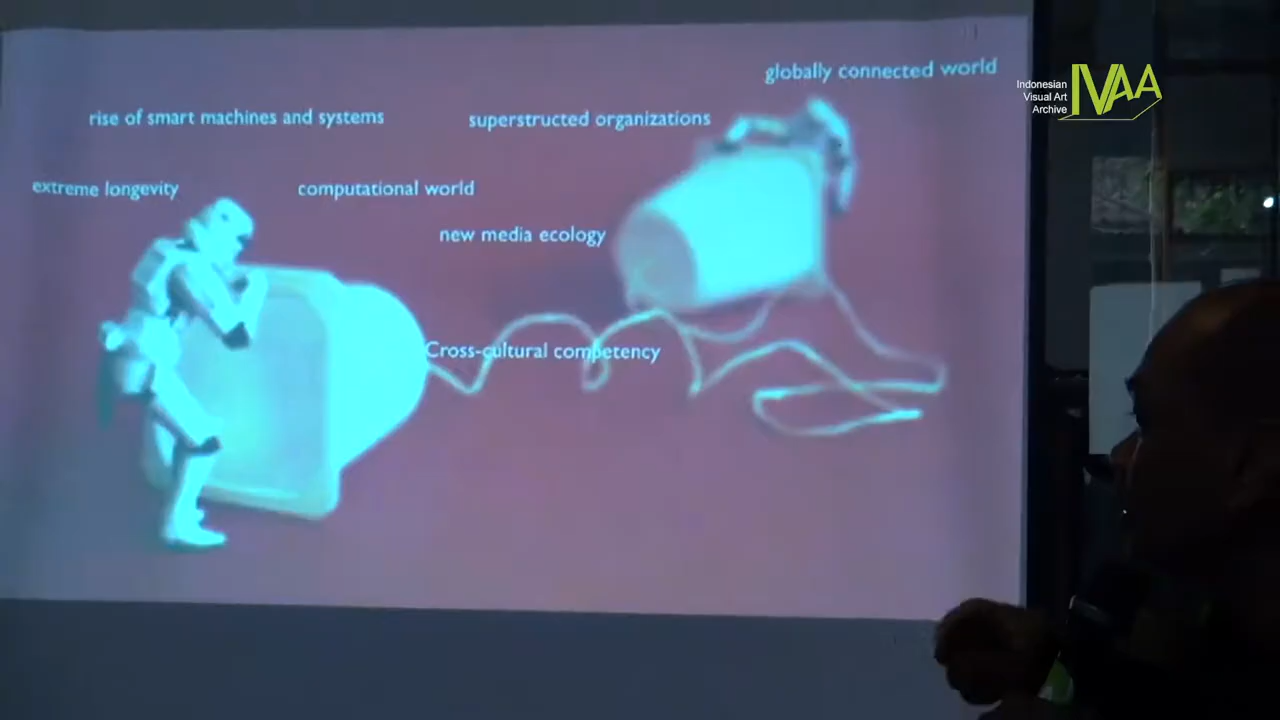 globally connected world
rise of smart machines and systems
superstructed organizations
extreme longevity
computational world
new media ecology
Cross-cultural competency
Indonesian
Visual Art
Archive
IVAA